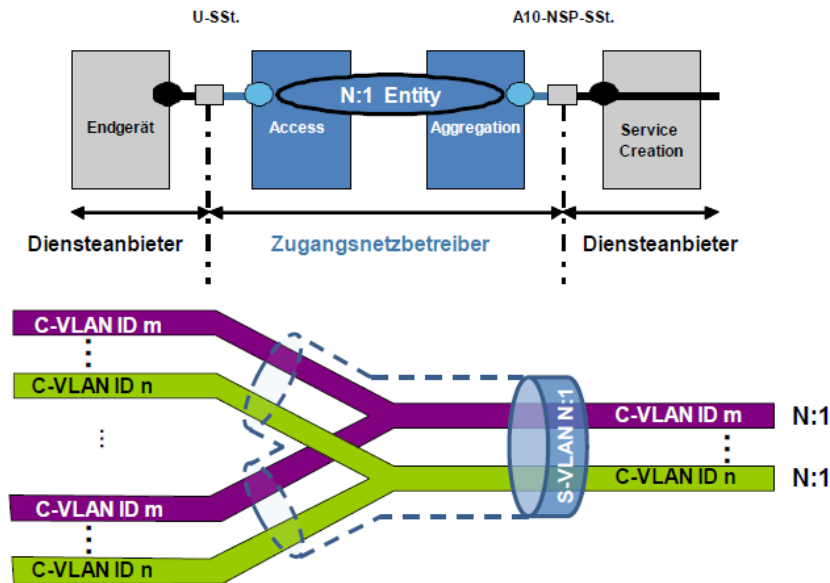 U-SSt.
A10-NSP-SSt.
Endgerät
Access
N:1 Entity
Aggregation
Service
Creation
Diensteanbieter
Zugangsnetzbetreiber
Diensteanbieter
C-VLAN ID m
C-VLAN ID n
...
C-VLAN ID m
C-VLAN ID n
S-VLAN N:1
C-VLAN ID m
N:1
C-VLAN ID n
N:1